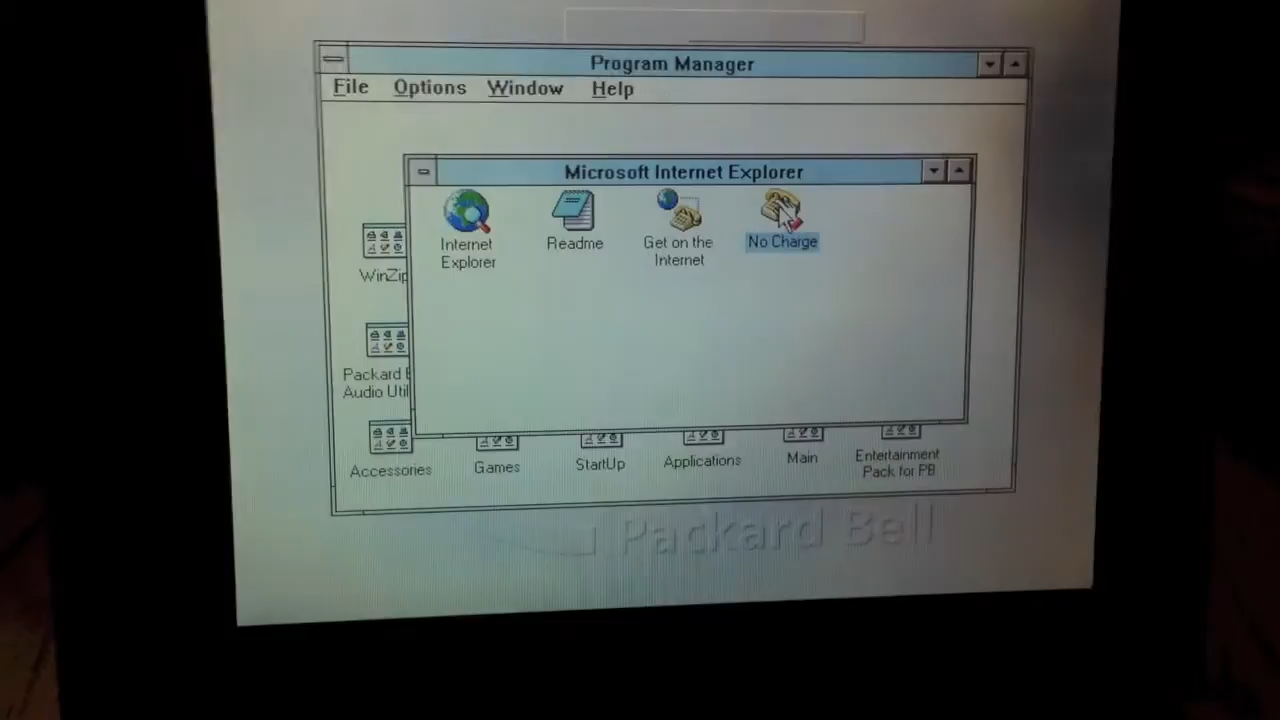 Program Manager
File Options Window Help
Microsoft Internet Explorer
Internet
Explorer
Readme
Get on the
Internet
No Charge
WinZip
Packard
Audio Util
Accessories
Games
StartUp
Applications
Main
Entertainment
Pack for PB
Packard Bell